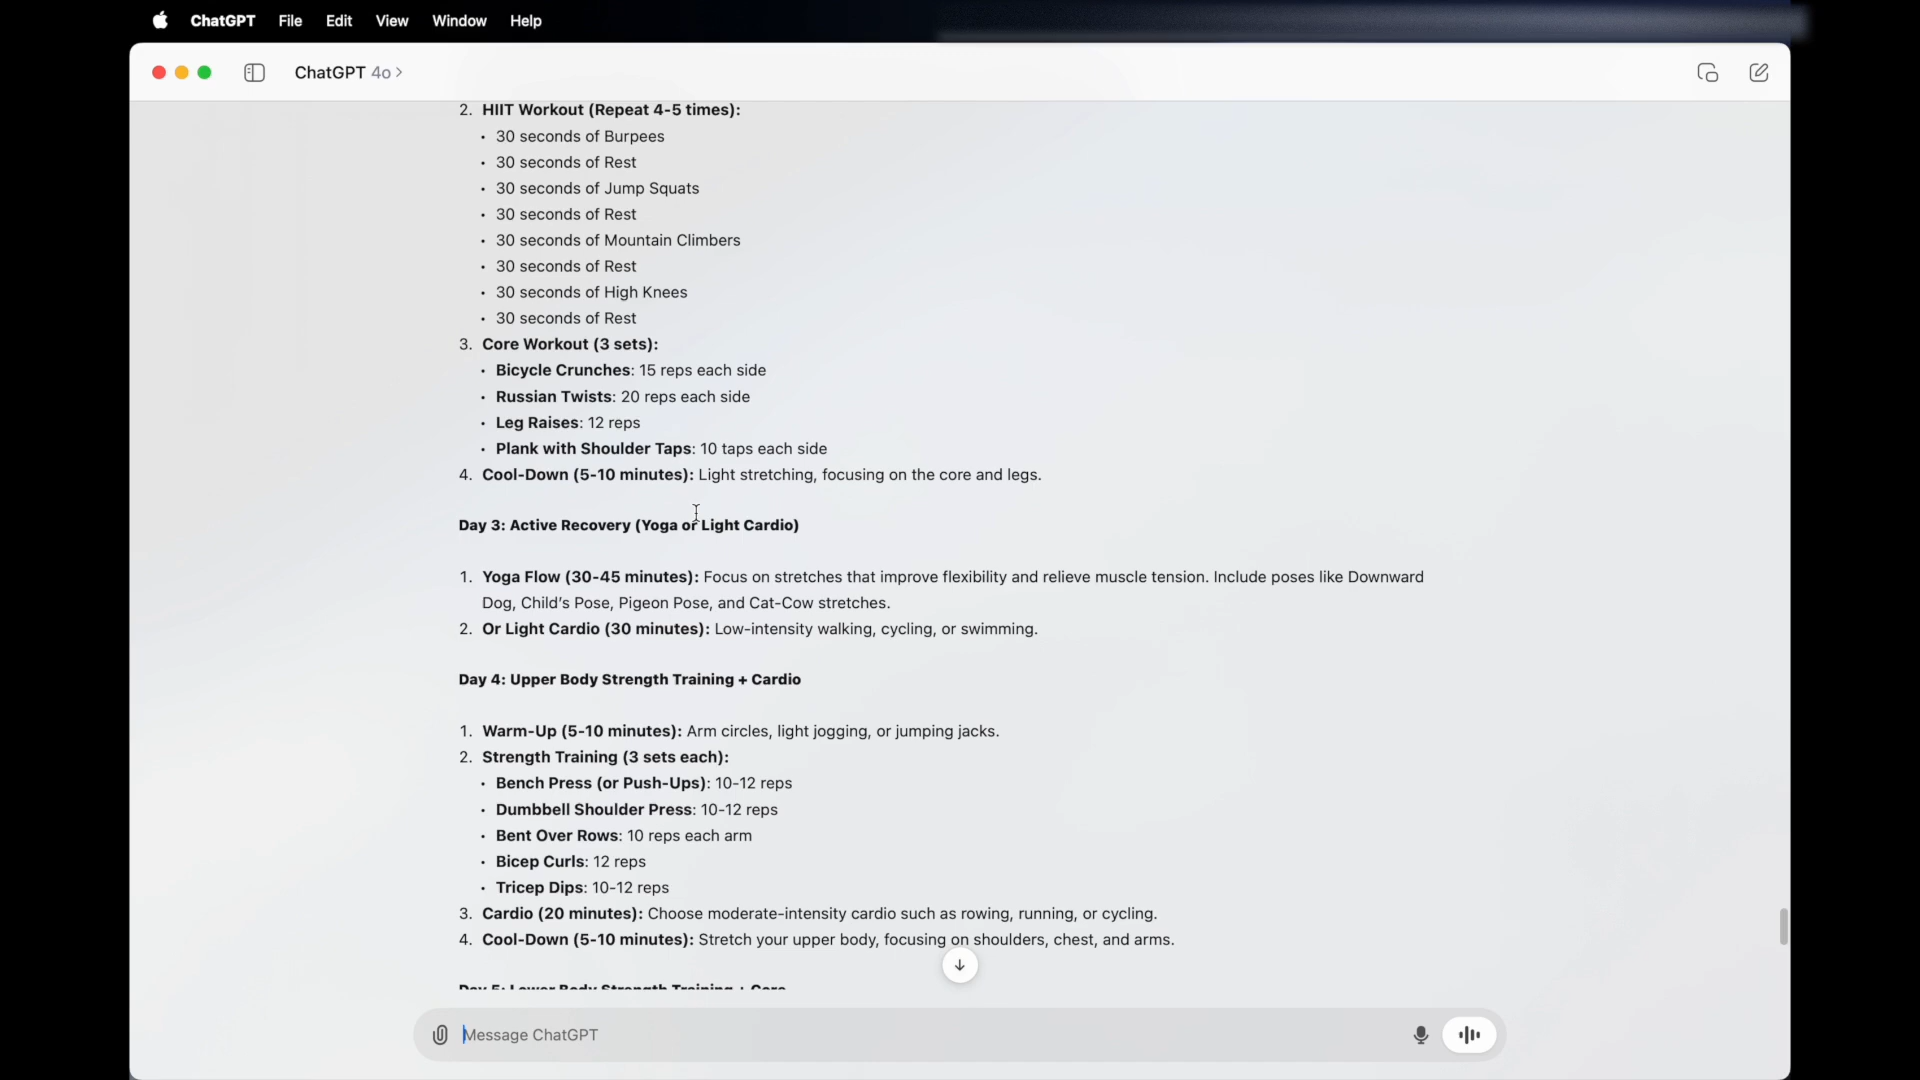 ChatGPT File Edit View Window Help
ChatGPT 4o >
2. HIIT Workout (Repeat 4-5 times):
• 30 seconds of Burpees
• 30 seconds of Rest
• 30 seconds of Jump Squats
• 30 seconds of Rest
• 30 seconds of Mountain Climbers
• 30 seconds of Rest
• 30 seconds of High Knees
• 30 seconds of Rest
3. Core Workout (3 sets):
• Bicycle Crunches: 15 reps each side
• Russian Twists: 20 reps each side
• Leg Raises: 12 reps
• Plank with Shoulder Taps: 10 taps each side
4. Cool-Down (5-10 minutes): Light stretching, focusing on the core and legs.
Day 3: Active Recovery (Yoga or Light Cardio)
1. Yoga Flow (30-45 minutes): Focus on stretches that improve flexibility and relieve muscle tension. Include poses like Downward
Dog, Child's Pose, Pigeon Pose, and Cat-Cow stretches.
2. Or Light Cardio (30 minutes): Low-intensity walking, cycling, or swimming.
Day 4: Upper Body Strength Training + Cardio
1. Warm-Up (5-10 minutes): Arm circles, light jogging, or jumping jacks.
2. Strength Training (3 sets each):
• Bench Press (or Push-Ups): 10-12 reps
• Dumbbell Shoulder Press: 10-12 reps
• Bent Over Rows: 10 reps each arm
• Bicep Curls: 12 reps
• Tricep Dips: 10-12 reps
3. Cardio (20 minutes): Choose moderate-intensity cardio such as rowing, running, or cycling.
4. Cool-Down (5-10 minutes): Stretch your upper body, focusing on shoulders, chest, and arms.
Day 5: Lower Body Strength Training + Core
Message ChatGPT